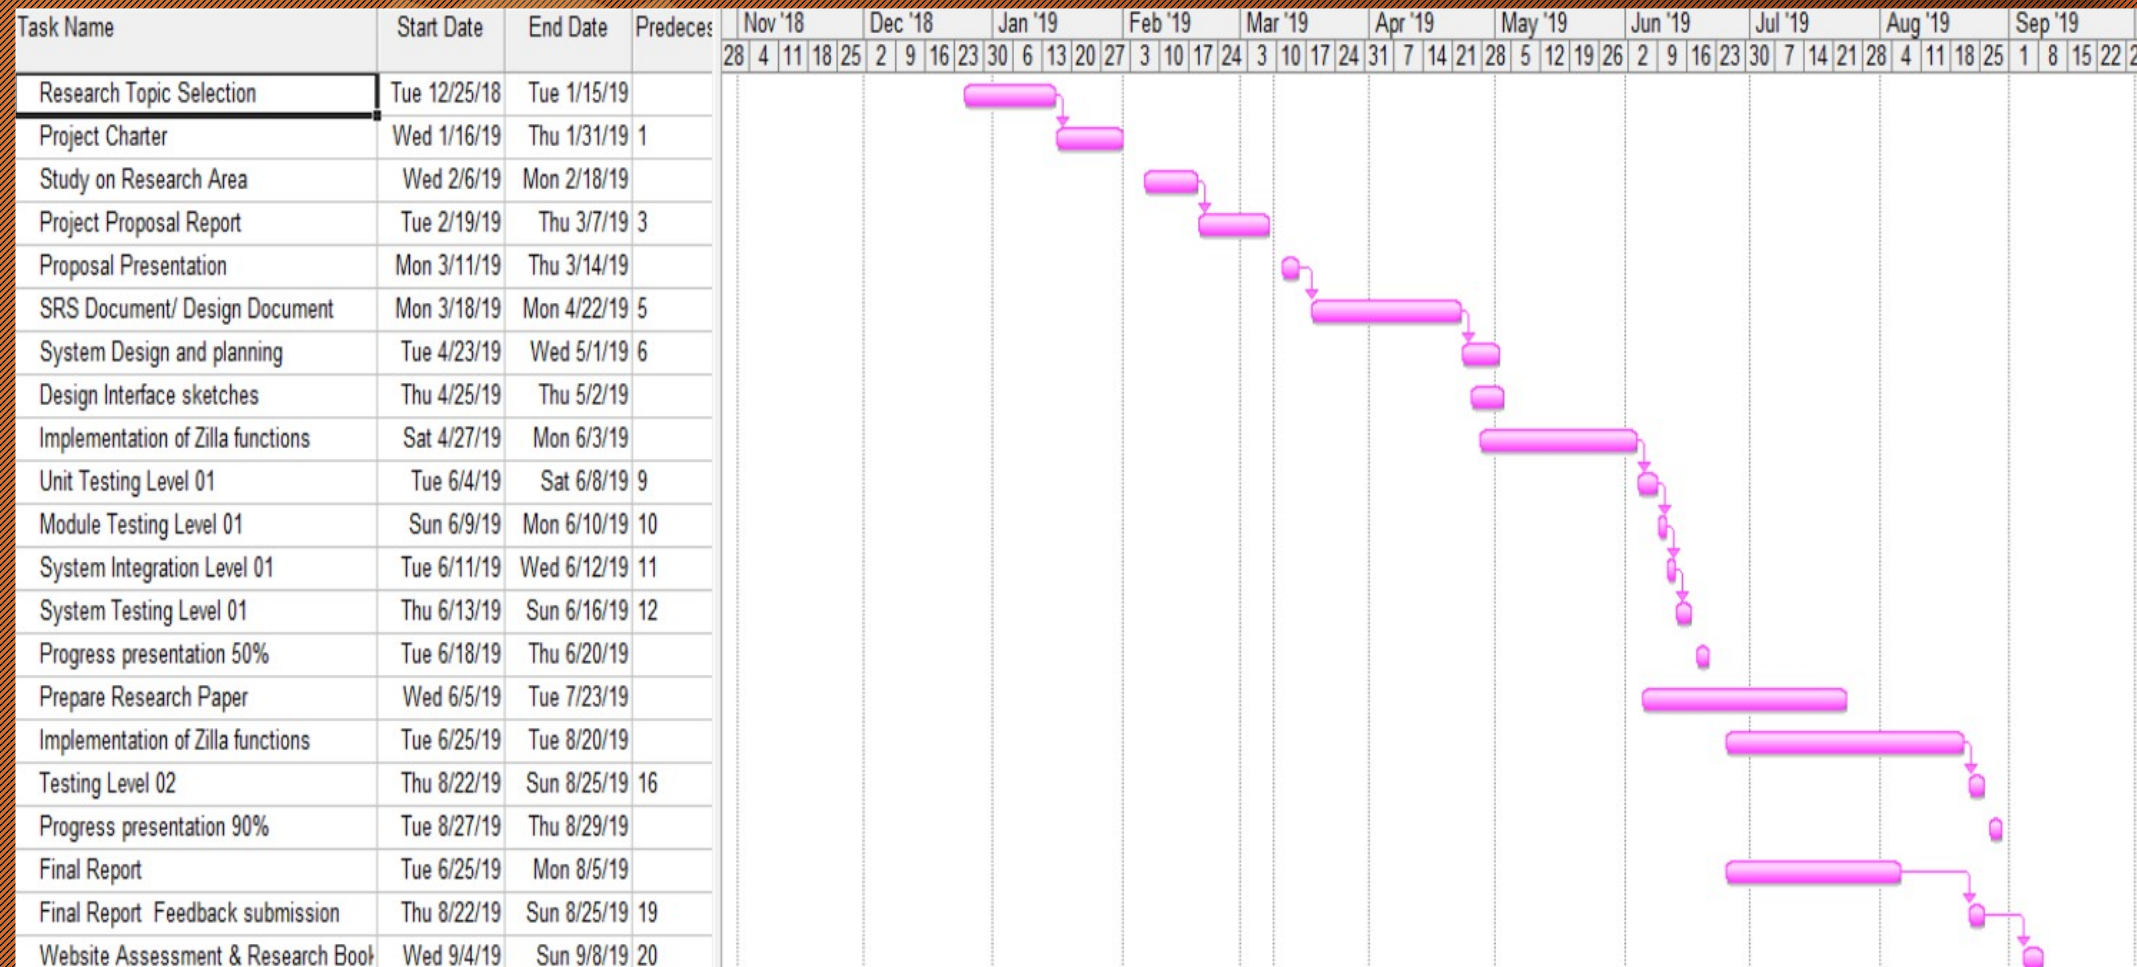 Task Name Start Date End Date Predeces Nov '18 Dec '18 Jan '19 Feb '19 Mar '19 Apr '19 May '19 Jun '19 Jul '19 Aug '19 Sep '19
28 4 11 18 25 2 9 16 23 30 6 13 20 27 3 10 17 24 3 10 17 24 31 7 14 21 28 5 12 19 26 2 9 16 23 30 7 14 21 28 4 11 18 25 1 8 15 22 2
Research Topic Selection Tue 12/25/18 Tue 1/15/19
Project Charter Wed 1/16/19 Thu 1/31/19 1
Study on Research Area Wed 2/6/19 Mon 2/18/19
Project Proposal Report Tue 2/19/19 Thu 3/7/19 3
Proposal Presentation Mon 3/11/19 Thu 3/14/19
SRS Document/ Design Document Mon 3/18/19 Mon 4/22/19 5
System Design and planning Tue 4/23/19 Wed 5/1/19 6
Design Interface sketches Thu 4/25/19 Thu 5/2/19
Implementation of Zilla functions Sat 4/27/19 Mon 6/3/19
Unit Testing Level 01 Tue 6/4/19 Sat 6/8/19 9
Module Testing Level 01 Sun 6/9/19 Mon 6/10/19 10
System Integration Level 01 Tue 6/11/19 Wed 6/12/19 11
System Testing Level 01 Thu 6/13/19 Sun 6/16/19 12
Progress presentation 50% Tue 6/18/19 Thu 6/20/19
Prepare Research Paper Wed 6/5/19 Tue 7/23/19
Implementation of Zilla functions Tue 6/25/19 Tue 8/20/19
Testing Level 02 Thu 8/22/19 Sun 8/25/19 16
Progress presentation 90% Tue 8/27/19 Thu 8/29/19
Final Report Tue 6/25/19 Mon 8/5/19
Final Report Feedback submission Thu 8/22/19 Sun 8/25/19 19
Website Assessment & Research Book Wed 9/4/19 Sun 9/8/19 20